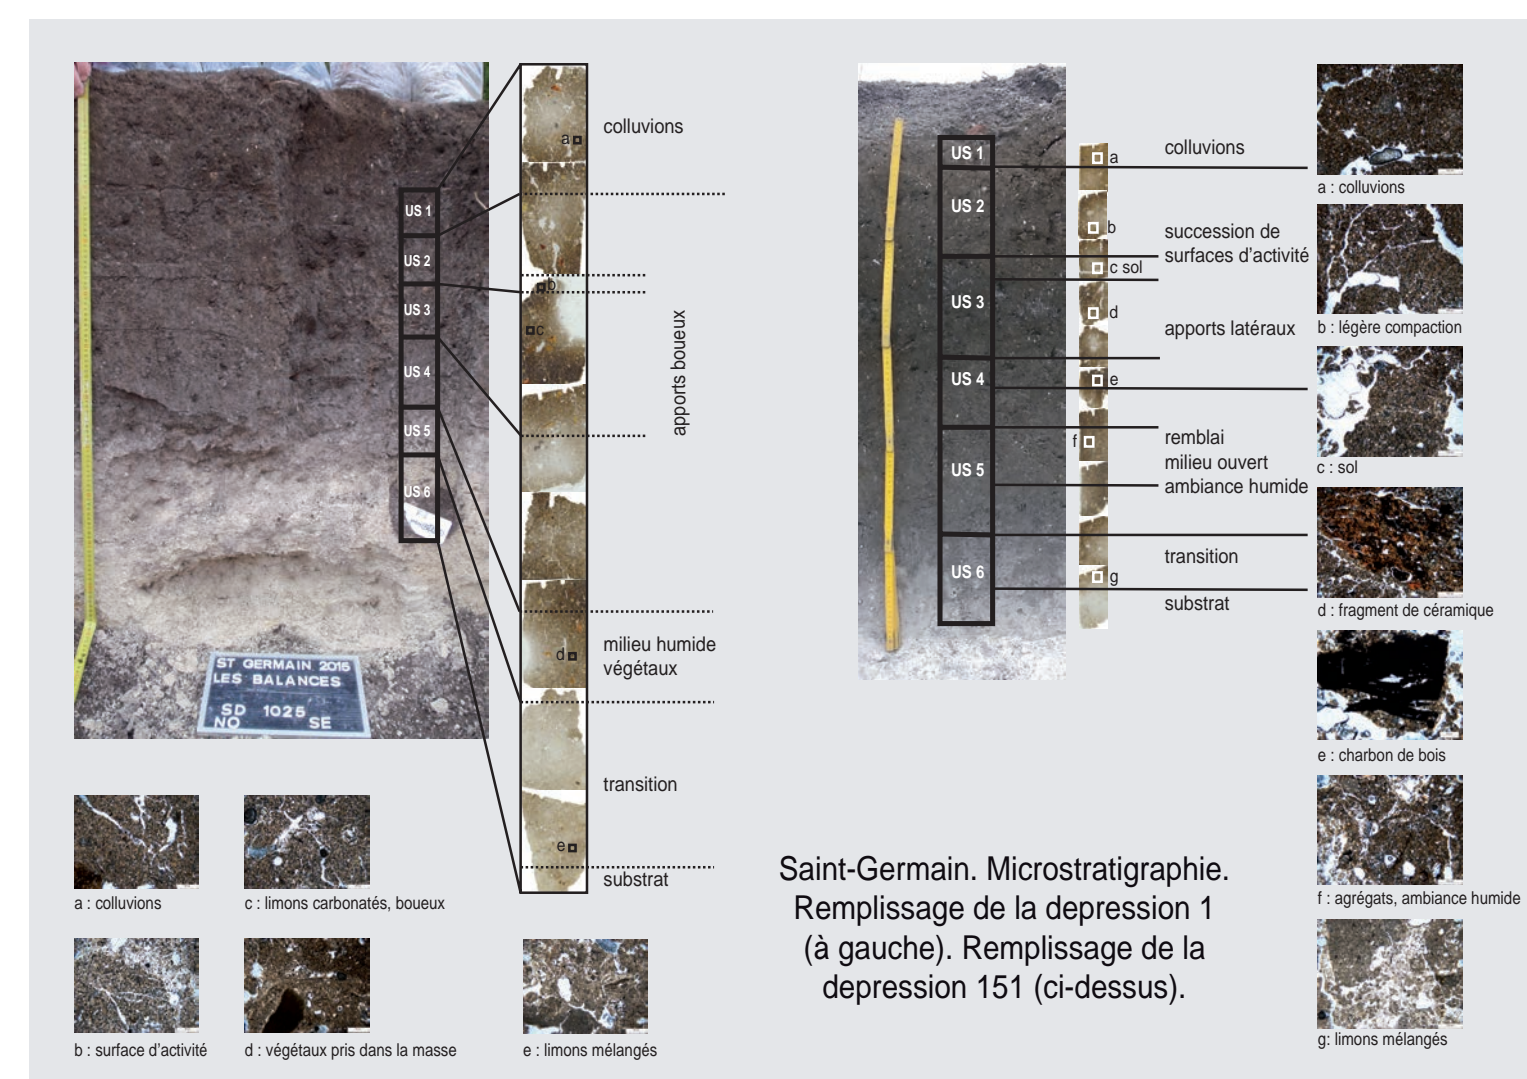 US 1
US 2
US 3
US 4
US 5
US 6
ST GERMAIN 2015
LES BALANCES
SD 1025
NO SE
a
b
c
d
e
colluvions
apports boueux
milieu humide
végétaux
transition
substrat
a : colluvions
c : limons carbonatés, boueux
b : surface d'activité
d : végétaux pris dans la masse
e : limons mélangés
US 1
US 2
US 3
US 4
US 5
US 6
a
b
c sol
d
e
f
g
colluvions
succession de
surfaces d'activité
apports latéraux
remblai
milieu ouvert
ambiance humide
transition
substrat
a : colluvions
b : légère compaction
c : sol
d : fragment de céramique
e : charbon de bois
f : agrégats, ambiance humide
g: limons mélangés
Saint-Germain. Microstratigraphie.
Remplissage de la depression 1
(à gauche). Remplissage de la
depression 151 (ci-dessus).